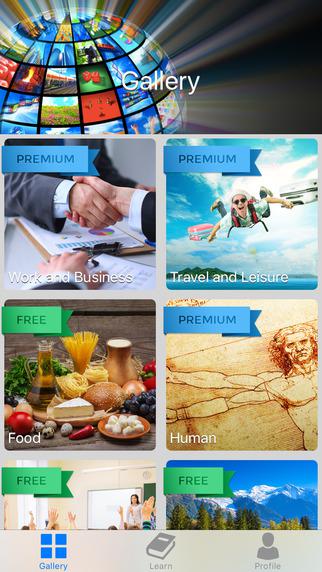 Gallery
PREMIUM
PREMIUM
Work and Business
Travel and Leisure
FREE
PREMIUM
Food
Human
FREE
FREE
Gallery
Learn
Profile